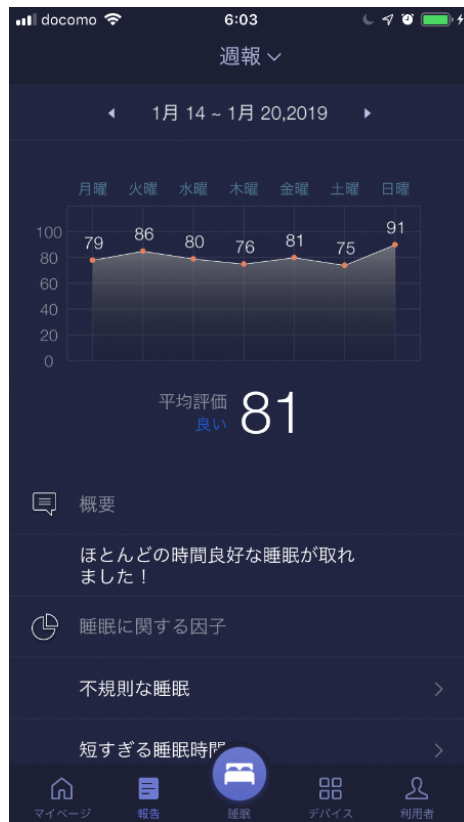 docomo 6:03
週報
1月 14 ~ 1月 20,2019
月曜 火曜 水曜 木曜 金曜 土曜 日曜
100
80
60
40
20
0
79 86 80 76 81 75 91
平均評価 81
良い
概要
ほとんどの時間良好な睡眠が取れ
ました！
睡眠に関する因子
不規則な睡眠
短すぎる睡眠時間
マイページ 報告 睡眠 デバイス 利用者